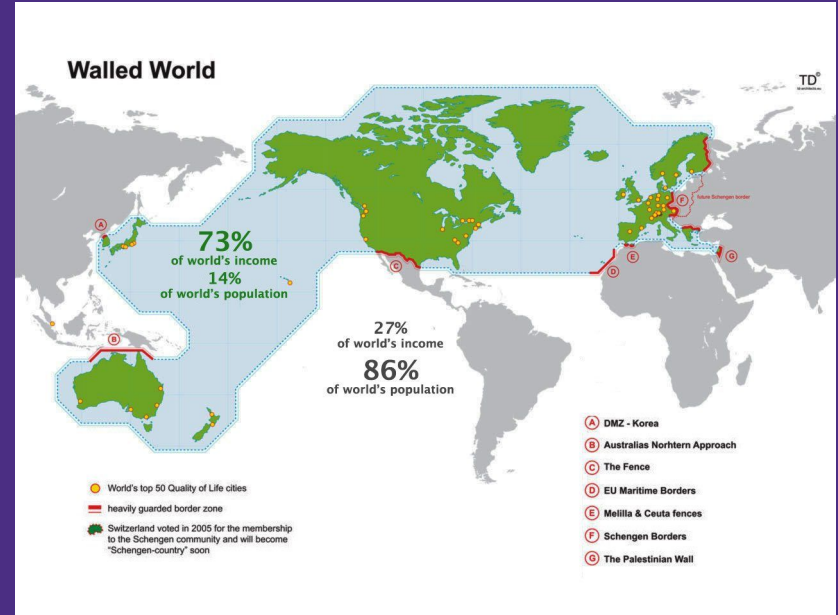 Walled World
TD©
A
73%
of world's income
14%
of world's population
B
C
D
E
F
future Schengen border
G
27%
of world's income
86%
of world's population
World's top 50 Quality of Life cities
heavily guarded border zone
Switzerland voted in 2005 for the membership
to the Schengen community and will become
“Schengen-country” soon
A DMZ - Korea
B Australias Norhtern Approach
C The Fence
D EU Maritime Borders
E Melilla & Ceuta fences
F Schengen Borders
G The Palestinian Wall